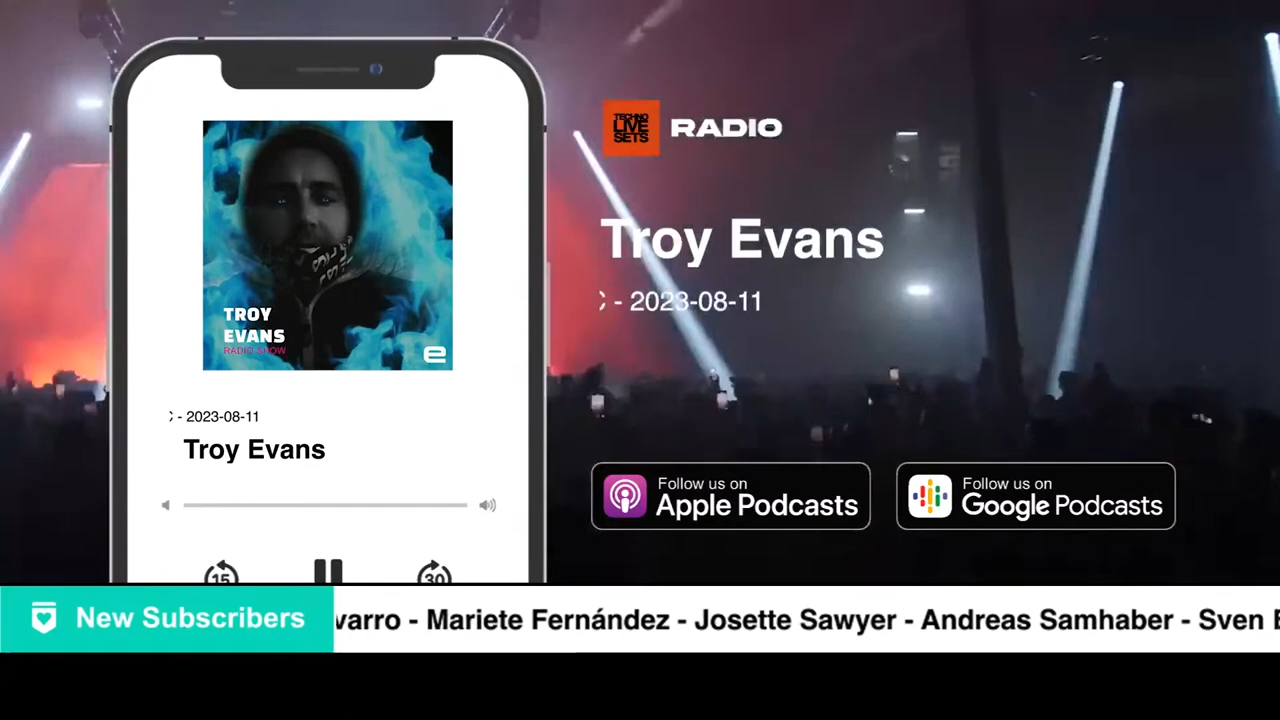 TECHNO
LIVE
SETS
RADIO
Troy Evans
- 2023-08-11
TROY
EVANS
RADIO SHOW
e
- 2023-08-11
Troy Evans
Follow us on
Apple Podcasts
Follow us on
Google Podcasts
15
30
New Subscribers
varro - Mariete Fernández - Josette Sawyer - Andreas Samhaber - Sven